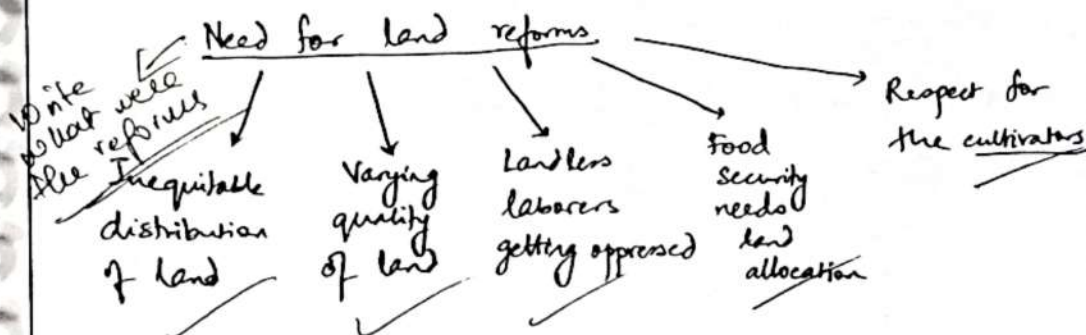 Need for land reforms
Write
what were
the reforms
Inequitable
distribution
of land
Varying
quality
of land
Landless
laborers
getting oppressed
Food
security
needs
land
allocation
Respect for
the cultivators